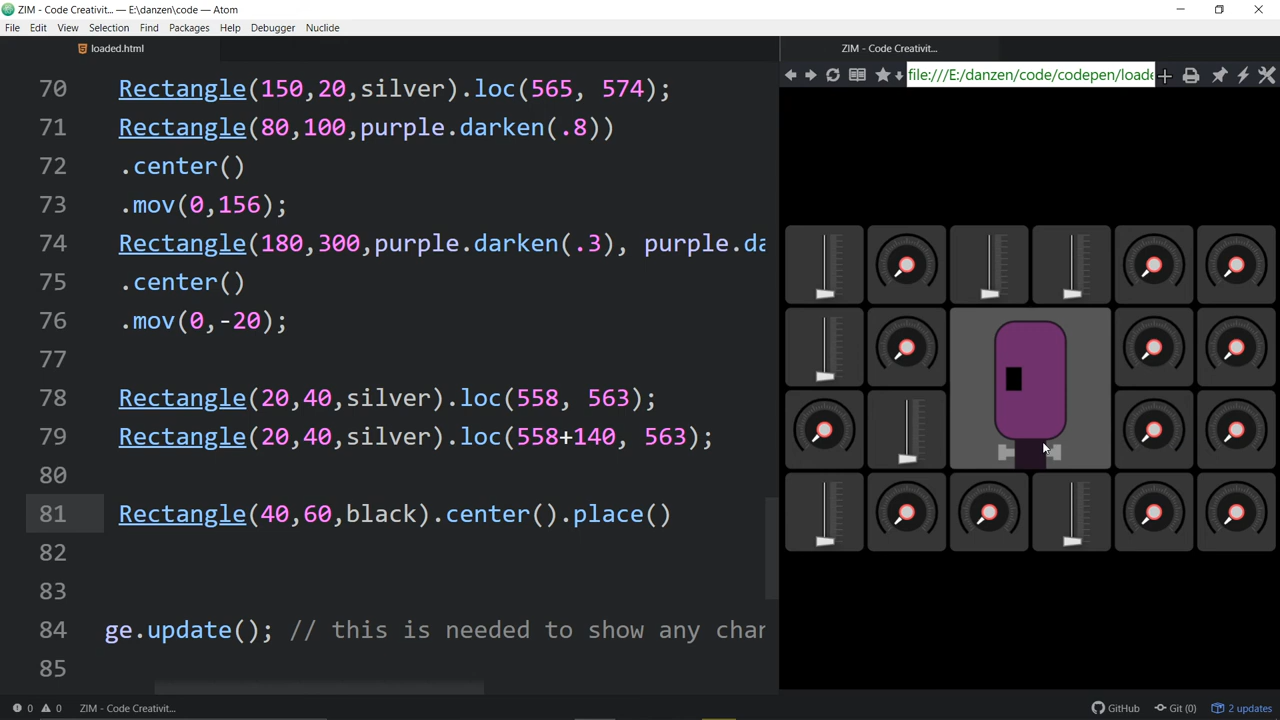 ZIM - Code Creativit... — E:\danzen\code — Atom
File Edit View Selection Find Packages Help Debugger Nuclide
loaded.html
ZIM - Code Creativit...
file:///E:/danzen/code/codepen/loade
70 Rectangle(150,20,silver).loc(565, 574);
71 Rectangle(80,100,purple.darken(.8))
72 .center()
73 .mov(0,156);
74 Rectangle(180,300,purple.darken(.3), purple.da
75 .center()
76 .mov(0,-20);
77
78 Rectangle(20,40,silver).loc(558, 563);
79 Rectangle(20,40,silver).loc(558+140, 563);
80
81 Rectangle(40,60,black).center().place()
82
83
84 ge.update(); // this is needed to show any char
85
0 0 ZIM - Code Creativit...
GitHub Git (0) 2 updates